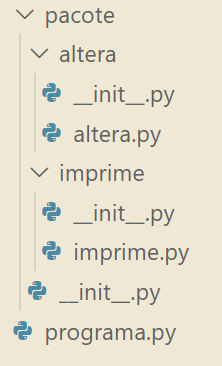 pacote
altera
__init__.py
altera.py
imprime
__init__.py
imprime.py
__init__.py
programa.py